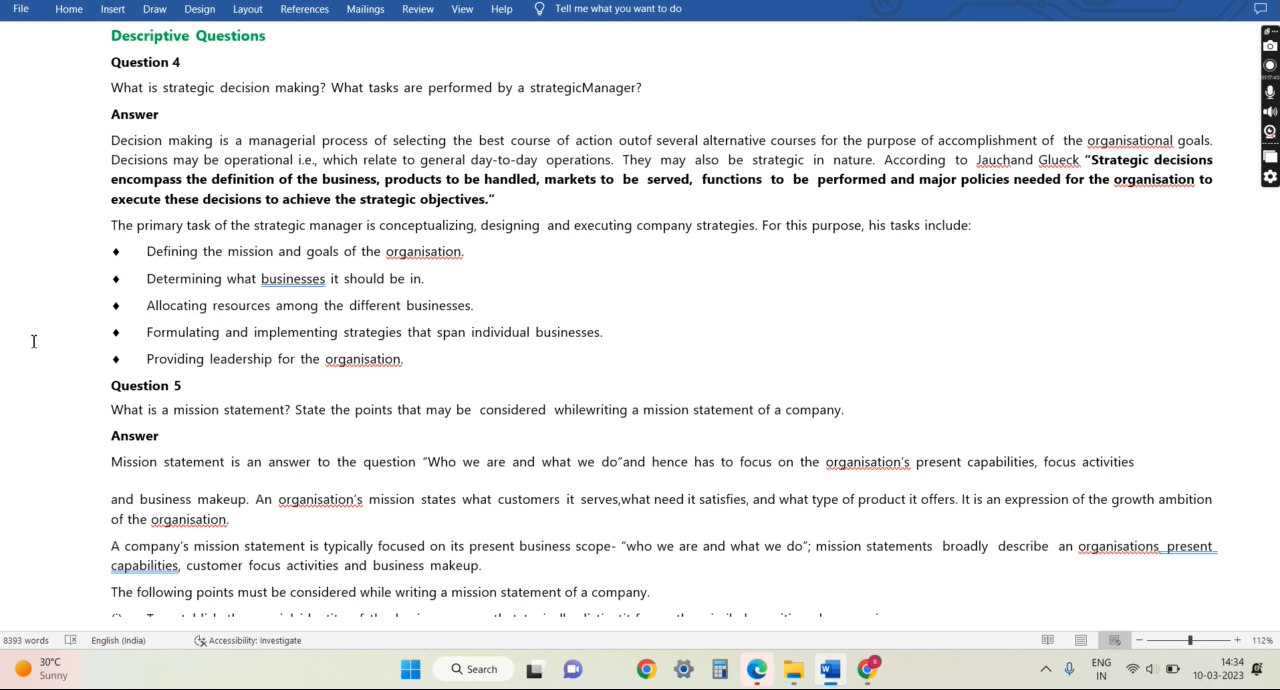 File Home Insert Draw Design Layout References Mailings Review View Help Tell me what you want to do
Descriptive Questions
Question 4
What is strategic decision making? What tasks are performed by a strategicManager?
Answer
Decision making is a managerial process of selecting the best course of action outof several alternative courses for the purpose of accomplishment of the organisational goals.
Decisions may be operational i.e., which relate to general day-to-day operations. They may also be strategic in nature. According to Jauchand Glueck “Strategic decisions
encompass the definition of the business, products to be handled, markets to be served, functions to be performed and major policies needed for the organisation to
execute these decisions to achieve the strategic objectives.”
The primary task of the strategic manager is conceptualizing, designing and executing company strategies. For this purpose, his tasks include:
♦ Defining the mission and goals of the organisation.
♦ Determining what businesses it should be in.
♦ Allocating resources among the different businesses.
♦ Formulating and implementing strategies that span individual businesses.
♦ Providing leadership for the organisation.
Question 5
What is a mission statement? State the points that may be considered whilewriting a mission statement of a company.
Answer
Mission statement is an answer to the question “Who we are and what we do”and hence has to focus on the organisation’s present capabilities, focus activities
and business makeup. An organisation’s mission states what customers it serves,what need it satisfies, and what type of product it offers. It is an expression of the growth ambition
of the organisation.
A company’s mission statement is typically focused on its present business scope- “who we are and what we do”; mission statements broadly describe an organisations present
capabilities, customer focus activities and business makeup.
The following points must be considered while writing a mission statement of a company.
8393 words English (India) Accessibility: Investigate 112%
30°C
Sunny
Search
ENG
IN
14:34
10-03-2023